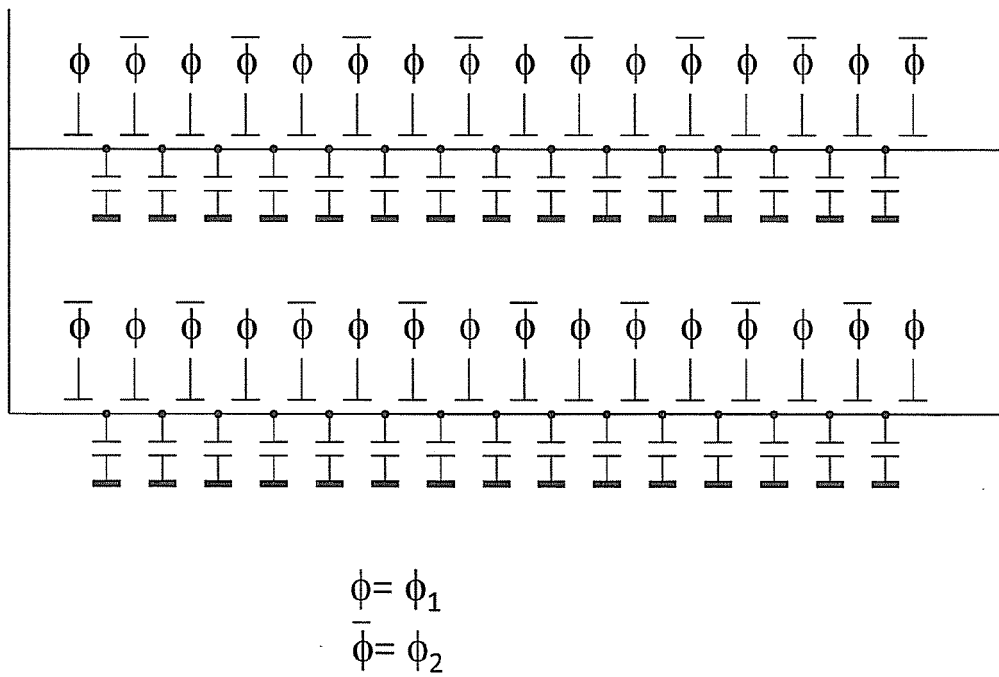 ϕ ϕ̅ ϕ ϕ̅ ϕ ϕ̅ ϕ ϕ̅ ϕ ϕ̅ ϕ ϕ̅ ϕ ϕ̅ ϕ ϕ̅
ϕ̅ ϕ ϕ̅ ϕ ϕ̅ ϕ ϕ̅ ϕ ϕ̅ ϕ ϕ̅ ϕ ϕ̅ ϕ ϕ̅ ϕ
ϕ= ϕ₁
ϕ̅= ϕ₂